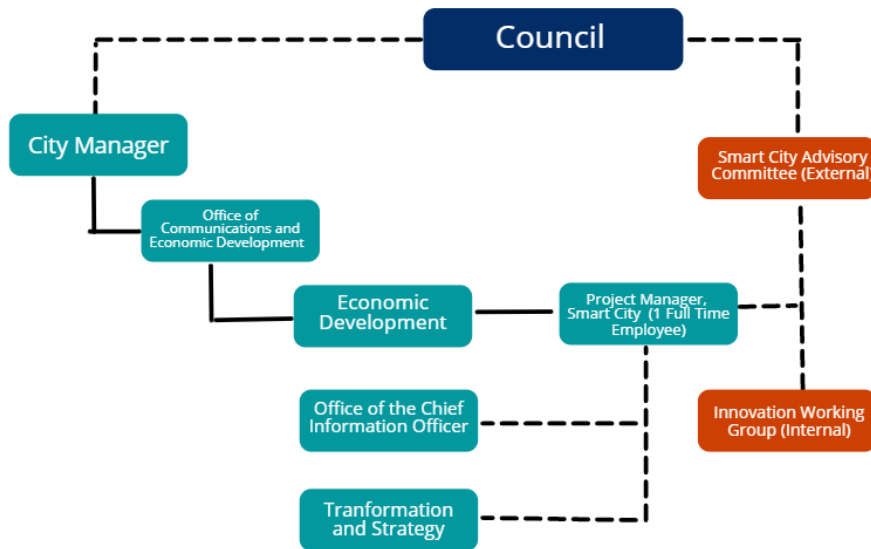 Council
City Manager
Smart City Advisory
Committee (External)
Office of
Communications and
Economic Development
Economic
Development
Project Manager,
Smart City (1 Full Time
Employee)
Office of the Chief
Information Officer
Innovation Working
Group (Internal)
Tranformation
and Strategy